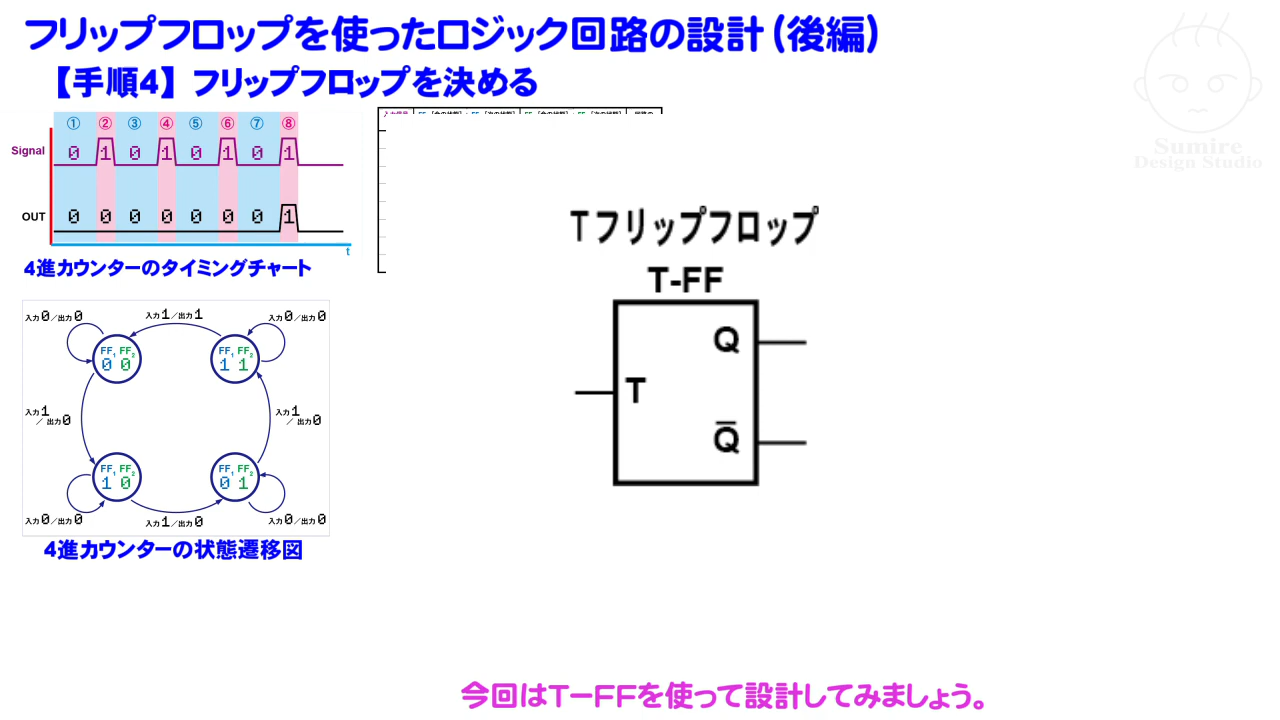 フリップフロップを使ったロジック回路の設計(後編)
【手順4】フリップフロップを決める
① ② ③ ④ ⑤ ⑥ ⑦ ⑧
Signal 0 1 0 1 0 1 0 1
OUT 0 0 0 0 0 0 0 1
t
4進カウンターのタイミングチャート
入力0/出力0 入力1/出力1 入力0/出力0
FF1 FF2 FF1 FF2
0 0 1 1
入力1/出力0 入力1/出力0
FF1 FF2 FF1 FF2
1 0 0 1
入力0/出力0 入力1/出力0 入力0/出力0
4進カウンターの状態遷移図
Tフリップフロップ
T-FF
Q
T
Q̅
Sumire
Design Studio
今回はT-FFを使って設計してみましょう。